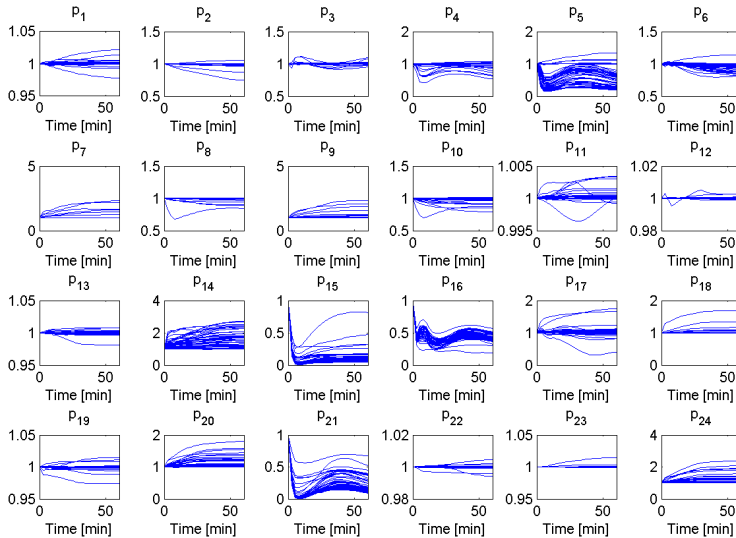 p1 p2 p3 p4 p5 p6
1.05 1.5 1.5 2 2 1.5
1 1 1 1 1 1
0.95 0.5 0.5 0 0 0.5
0 50 0 50 0 50 0 50 0 50 0 50
Time [min] Time [min] Time [min] Time [min] Time [min] Time [min]
p7 p8 p9 p10 p11 p12
5 1.5 5 1.5 1.005 1.02
1 1 1 1
0 0.5 0 0.5 0.995 0.98
0 50 0 50 0 50 0 50 0 50 0 50
Time [min] Time [min] Time [min] Time [min] Time [min] Time [min]
p13 p14 p15 p16 p17 p18
1.05 4 1 1 2 2
1 2 0.5 0.5 1 1
0.95 0 0 0 0 0
0 50 0 50 0 50 0 50 0 50 0 50
Time [min] Time [min] Time [min] Time [min] Time [min] Time [min]
p19 p20 p21 p22 p23 p24
1.05 2 1 1.02 1.05 4
1 1 0.5 1 1 2
0.95 0 0 0.98 0.95 0
0 50 0 50 0 50 0 50 0 50 0 50
Time [min] Time [min] Time [min] Time [min] Time [min] Time [min]